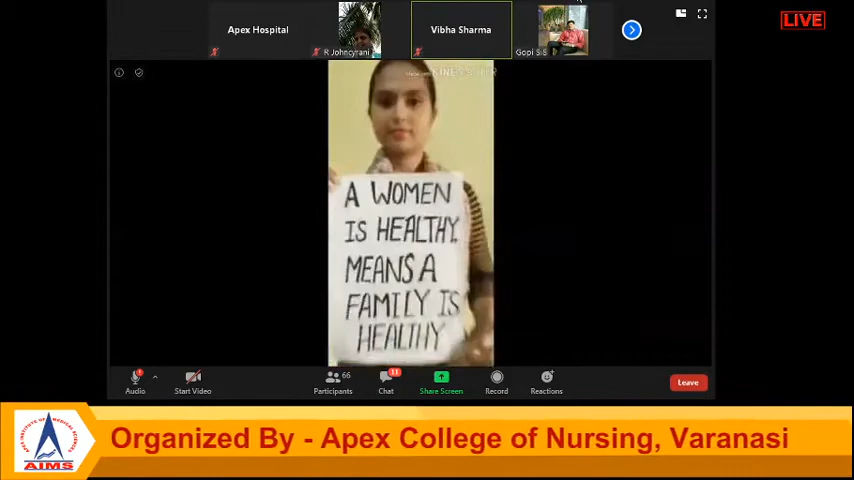 LIVE
Apex Hospital
R Johncyrani
Vibha Sharma
Gopi S S
A WOMEN
IS HEALTHY
MEANS A
FAMILY IS
HEALTHY
66
11
Audio
Start Video
Participants
Chat
Share Screen
Record
Reactions
Leave
AIMS
Organized By - Apex College of Nursing, Varanasi